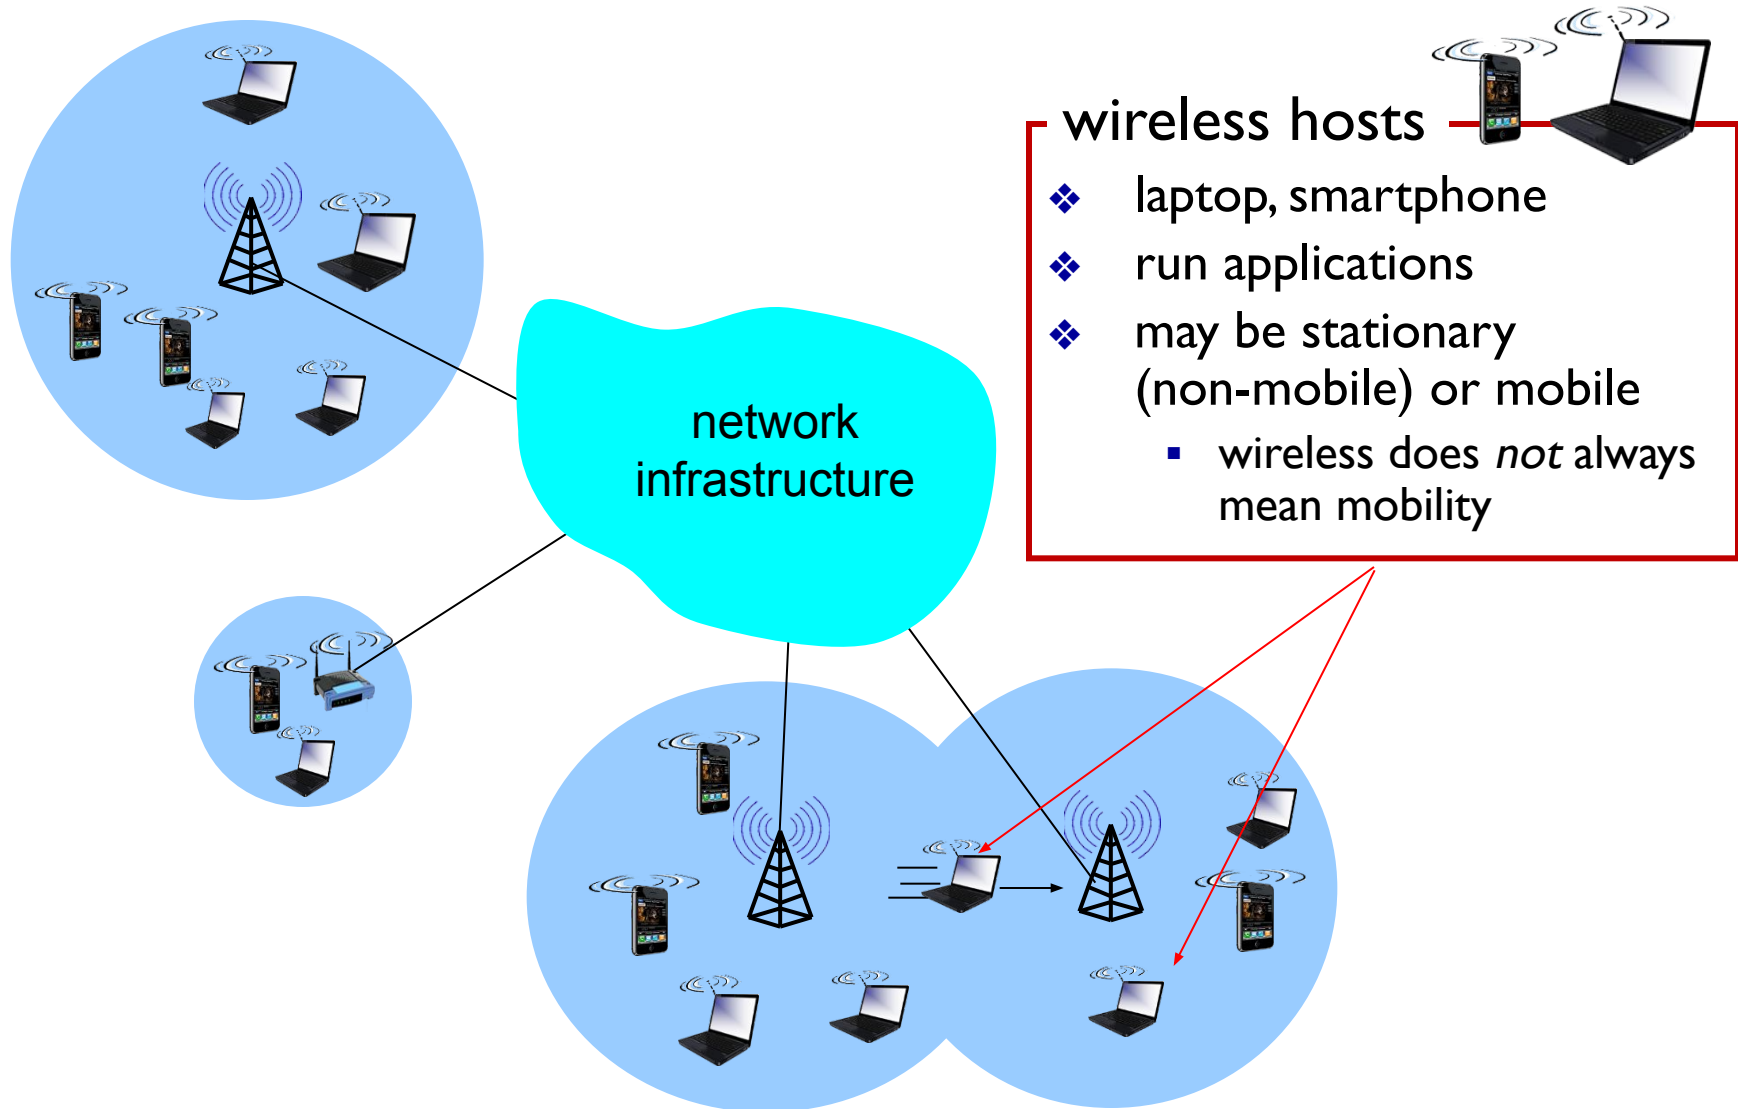 wireless hosts
❖ laptop, smartphone
❖ run applications
❖ may be stationary
(non-mobile) or mobile
▪ wireless does not always
mean mobility
network
infrastructure